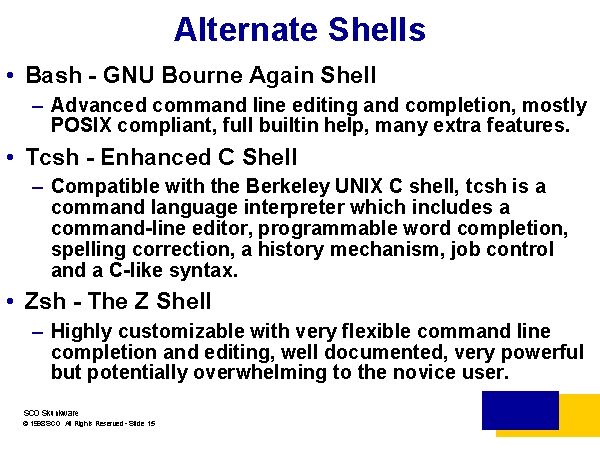 Alternate Shells
• Bash - GNU Bourne Again Shell
– Advanced command line editing and completion, mostly
POSIX compliant, full builtin help, many extra features.
• Tcsh - Enhanced C Shell
– Compatible with the Berkeley UNIX C shell, tcsh is a
command language interpreter which includes a
command-line editor, programmable word completion,
spelling correction, a history mechanism, job control
and a C-like syntax.
• Zsh - The Z Shell
– Highly customizable with very flexible command line
completion and editing, well documented, very powerful
but potentially overwhelming to the novice user.
SCO Skunkware
© 1998 SCO All Rights Reserved - Slide 15